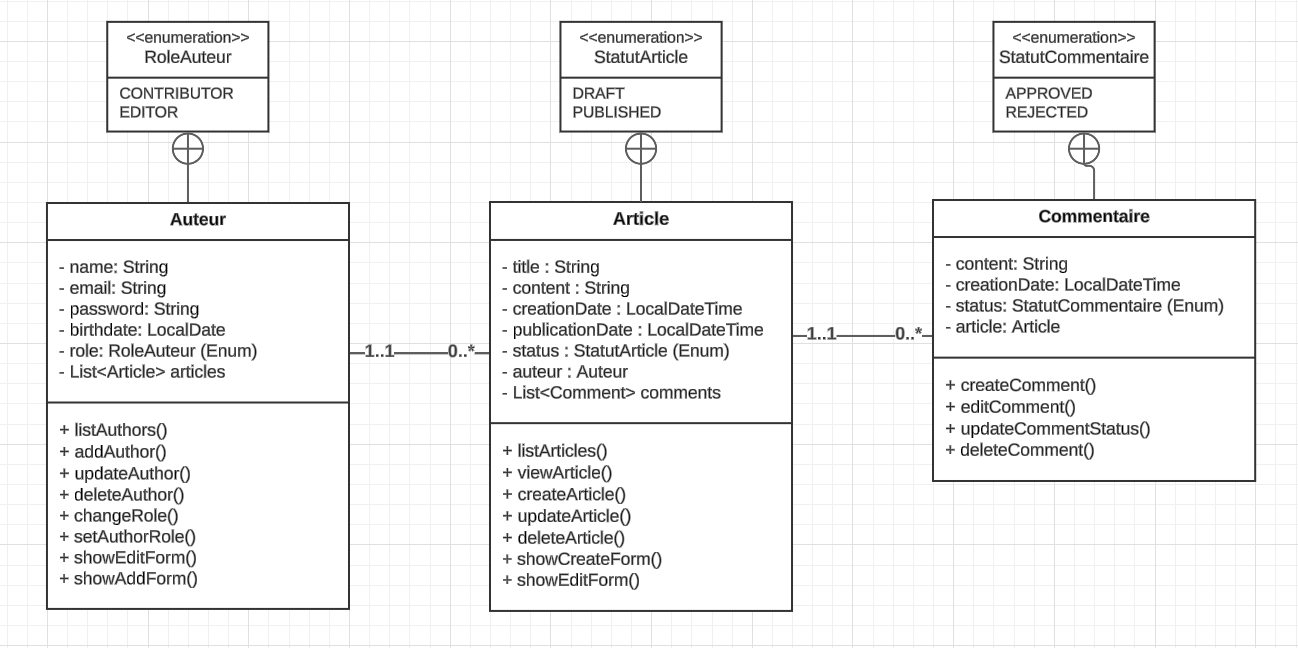 <<enumeration>>
RoleAuteur
CONTRIBUTOR
EDITOR
<<enumeration>>
StatutArticle
DRAFT
PUBLISHED
<<enumeration>>
StatutCommentaire
APPROVED
REJECTED
Auteur
- name: String
- email: String
- password: String
- birthdate: LocalDate
- role: RoleAuteur (Enum)
- List<Article> articles
+ listAuthors()
+ addAuthor()
+ updateAuthor()
+ deleteAuthor()
+ changeRole()
+ setAuthorRole()
+ showEditForm()
+ showAddForm()
1..1
0..*
Article
- title : String
- content : String
- creationDate : LocalDateTime
- publicationDate : LocalDateTime
- status : StatutArticle (Enum)
- auteur : Auteur
- List<Comment> comments
+ listArticles()
+ viewArticle()
+ createArticle()
+ updateArticle()
+ deleteArticle()
+ showCreateForm()
+ showEditForm()
1..1
0..*
Commentaire
- content: String
- creationDate: LocalDateTime
- status: StatutCommentaire (Enum)
- article: Article
+ createComment()
+ editComment()
+ updateCommentStatus()
+ deleteComment()